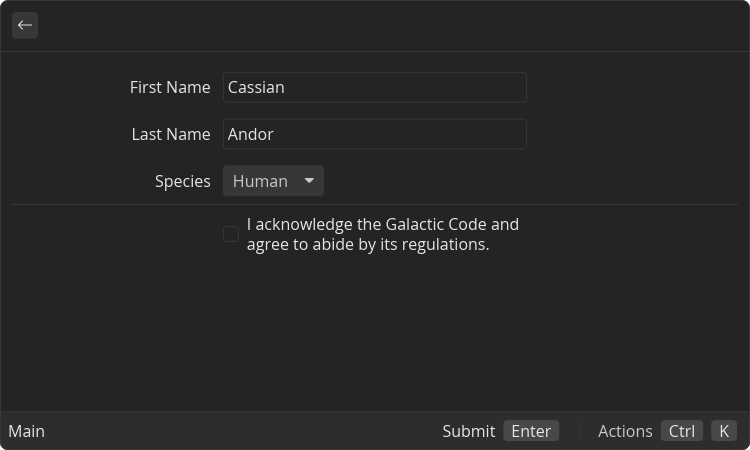 First Name Cassian
Last Name Andor
Species Human
I acknowledge the Galactic Code and
agree to abide by its regulations.
Main Submit Enter Actions Ctrl K